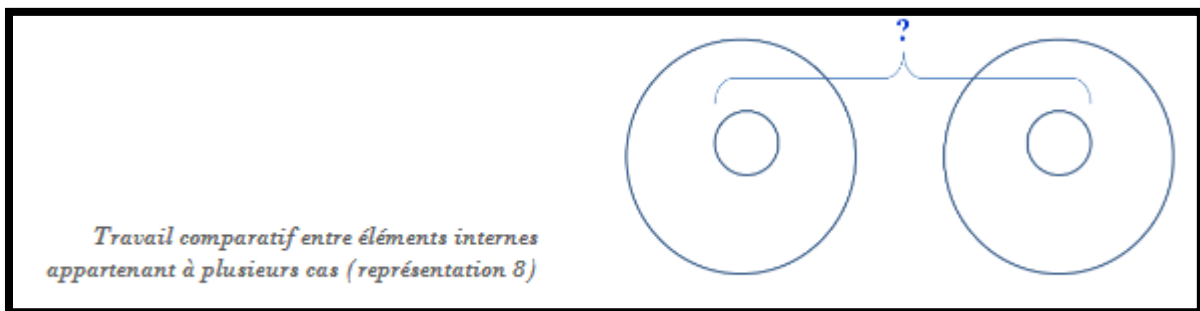 ?
Travail comparatif entre éléments internes
appartenant à plusieurs cas (représentation 8)